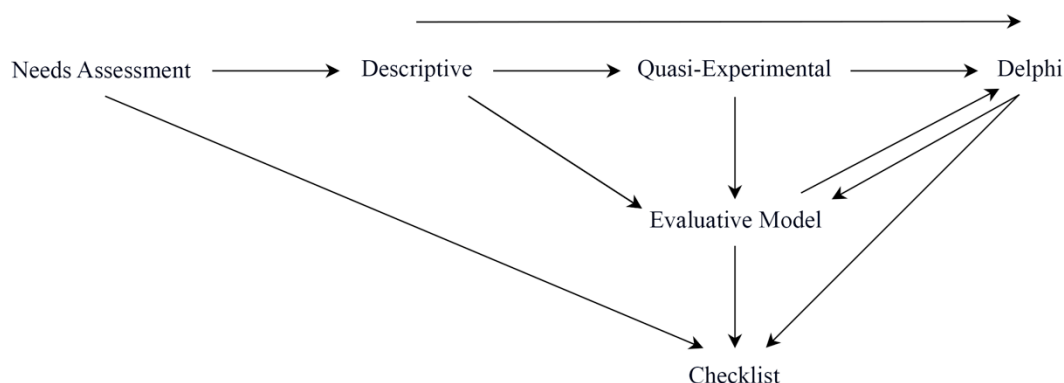 Needs Assessment
Descriptive
Quasi-Experimental
Delphi
Evaluative Model
Checklist